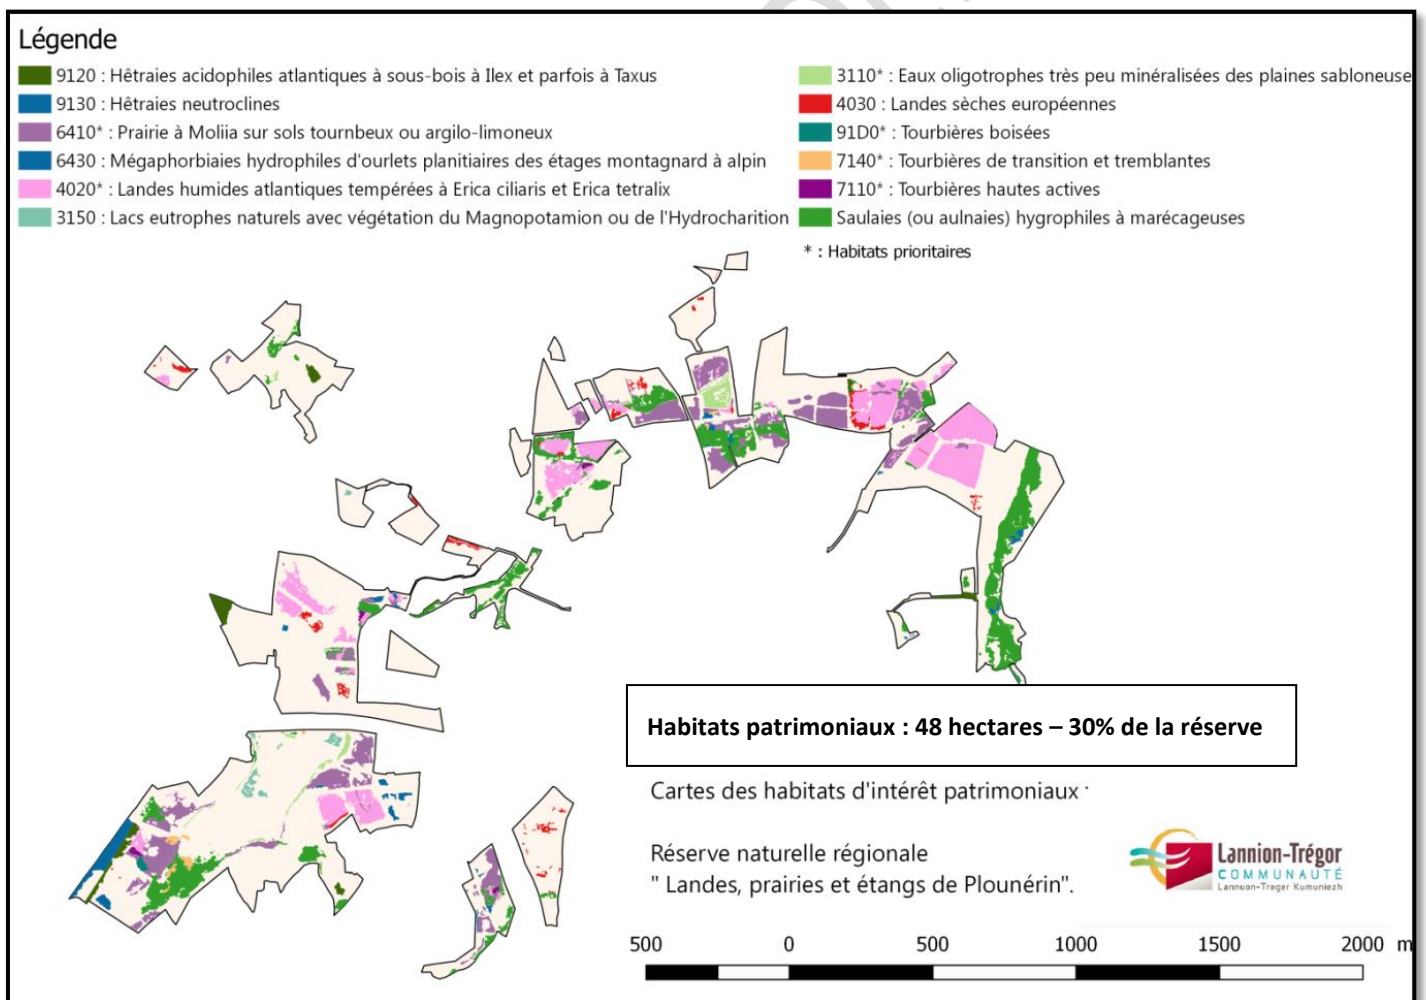 Légende
9120 : Hêtraies acidophiles atlantiques à sous-bois à Ilex et parfois à Taxus
9130 : Hêtraies neutroclines
6410* : Prairie à Moliia sur sols tournbeux ou argilo-limoneux
6430 : Mégaphorbiaies hydrophiles d'ourlets planitiaires des étages montagnard à alpin
4020* : Landes humides atlantiques tempérées à Erica ciliaris et Erica tetralix
3150 : Lacs eutrophes naturels avec végétation du Magnopotamion ou de l'Hydrocharition
3110* : Eaux oligotrophes très peu minéralisées des plaines sabloneuse
4030 : Landes sèches européennes
91D0* : Tourbières boisées
7140* : Tourbières de transition et tremblantes
7110* : Tourbières hautes actives
Saulaies (ou aulnaies) hygrophiles à marécageuses
* : Habitats prioritaires
Habitats patrimoniaux : 48 hectares – 30% de la réserve
Cartes des habitats d'intérêt patrimoniaux
Réserve naturelle régionale
" Landes, prairies et étangs de Plounérin".
Lannion-Trégor
COMMUNAUTÉ
Lannuon-Treger Kumuniezh
500 0 500 1000 1500 2000 m